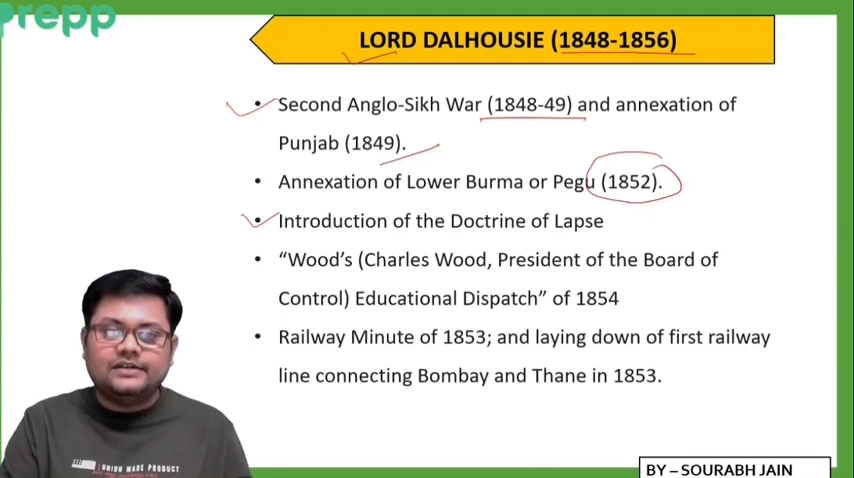 prepp
LORD DALHOUSIE (1848-1856)
• Second Anglo-Sikh War (1848-49) and annexation of
Punjab (1849).
• Annexation of Lower Burma or Pegu (1852).
• Introduction of the Doctrine of Lapse
• “Wood’s (Charles Wood, President of the Board of
Control) Educational Dispatch” of 1854
• Railway Minute of 1853; and laying down of first railway
line connecting Bombay and Thane in 1853.
UNION MADE PRODUCT
BY – SOURABH JAIN